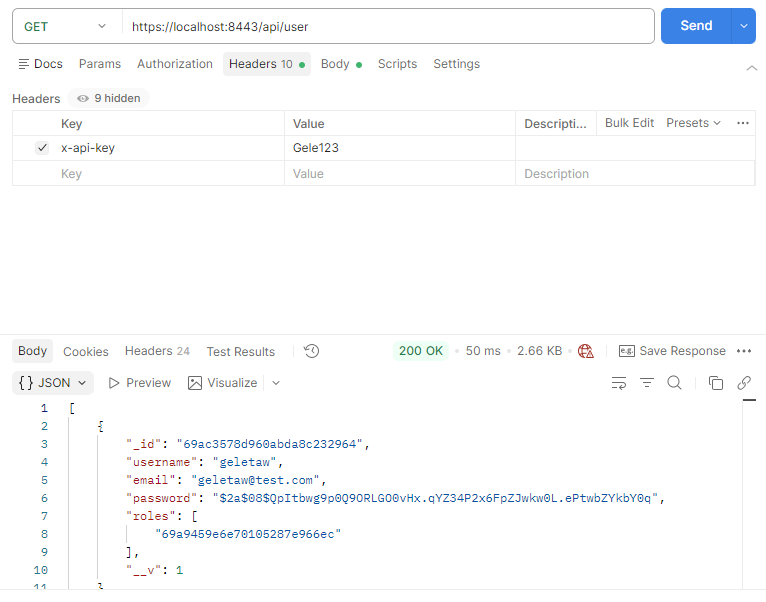 GET https://localhost:8443/api/user Send
Docs Params Authorization Headers 10 Body Scripts Settings
Headers 9 hidden
Key Value Descripti... Bulk Edit Presets
x-api-key Gele123
Key Value Description
Body Cookies Headers 24 Test Results 200 OK 50 ms 2.66 KB e.g. Save Response
{} JSON Preview Visualize
1 [
2 {
3 "_id": "69ac3578d960abda8c232964",
4 "username": "geletaw",
5 "email": "geletaw@test.com",
6 "password": "$2a$08$QpItbwg9p0Q9ORLGO0vHx.qYZ34P2x6FpZJwkw0L.ePtwbZYkbY0q",
7 "roles": [
8 "69a9459e6e70105287e966ec"
9 ],
10 "__v": 1
11 }